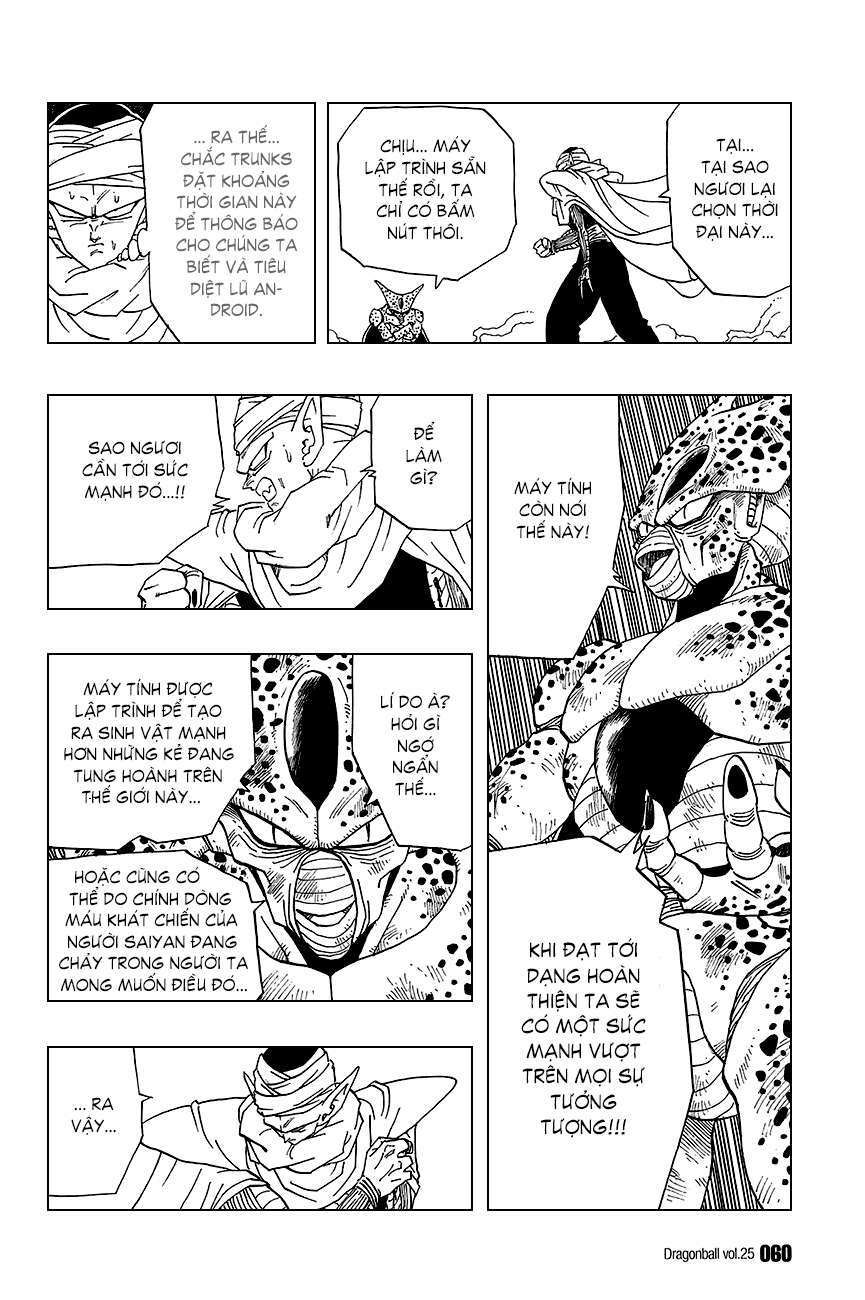 TẠI...
TẠI SAO
NGƯƠI LẠI
CHỌN THỜI
ĐẠI NÀY...
CHỊU... MÁY
LẬP TRÌNH SẴN
THẾ RỒI, TA
CHỈ CÓ BẤM
NÚT THÔI.
... RA THẾ...
CHẮC TRUNKS
ĐẶT KHOẢNG
THỜI GIAN NÀY
ĐỂ THÔNG BÁO
CHO CHÚNG TA
BIẾT VÀ TIÊU
DIỆT LŨ AN-
DROID.
MÁY TÍNH
CÒN NÓI
THẾ NÀY!
KHI ĐẠT TỚI
DẠNG HOÀN
THIỆN TA SẼ
CÓ MỘT SỨC
MẠNH VƯỢT
TRÊN MỌI SỰ
TƯỞNG
TƯỢNG!!!
ĐỂ
LÀM
GÌ?
SAO NGƯƠI
CẦN TỚI SỨC
MẠNH ĐÓ...!!
LÍ DO À?
HỎI GÌ
NGỚ
NGẨN
THẾ...
MÁY TÍNH ĐƯỢC
LẬP TRÌNH ĐỂ TẠO
RA SINH VẬT MẠNH
HƠN NHỮNG KẺ ĐANG
TUNG HOÀNH TRÊN
THẾ GIỚI NÀY...
HOẶC CŨNG CÓ
THỂ DO CHÍNH DÒNG
MÁU KHÁT CHIẾN CỦA
NGƯỜI SAIYAN ĐANG
CHẢY TRONG NGƯỜI TA
MONG MUỐN ĐIỀU ĐÓ...
... RA
VẬY...
Dragonball vol.25 060